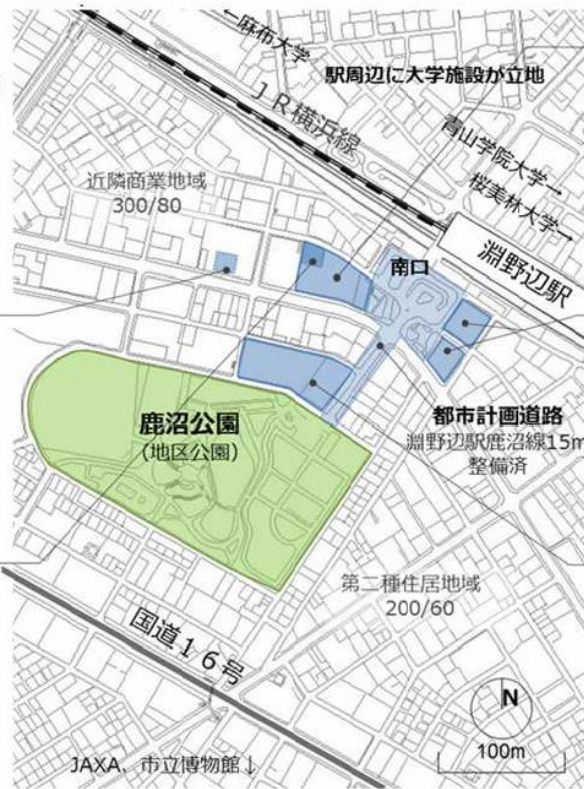 ←麻布大学
駅周辺に大学施設が立地
JR横浜線
青山学院大学→
桜美林大学→
近隣商業地域
300/80
南口
淵野辺駅
鹿沼公園
(地区公園)
都市計画道路
淵野辺駅鹿沼線15m
整備済
第二種住居地域
200/60
国道16号
N
100m
JAXA、市立博物館↓